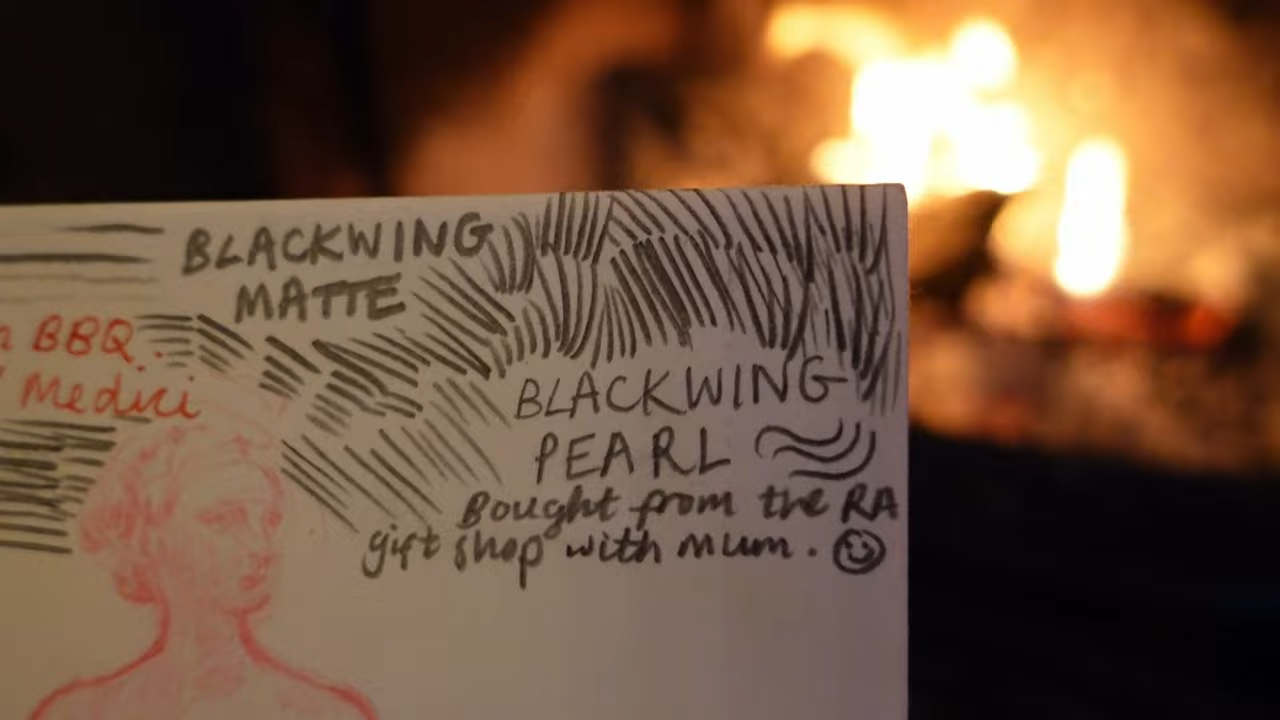 BLACKWING
MATTE
BBQ.
Medici
BLACKWING
PEARL
Bought from the RA
gift shop with mum.